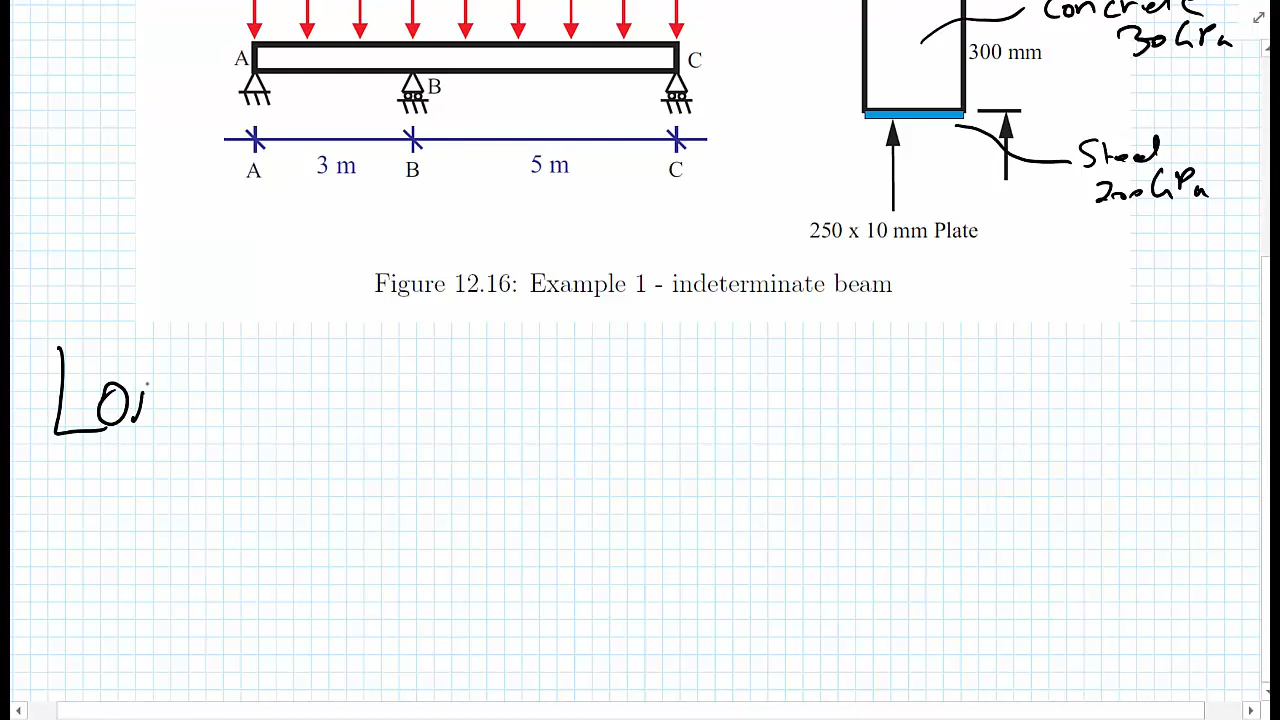 Concrete
30 GPa
300 mm
A
B
C
3 m
5 m
A
B
C
Steel
200 GPa
250 x 10 mm Plate
Figure 12.16: Example 1 - indeterminate beam